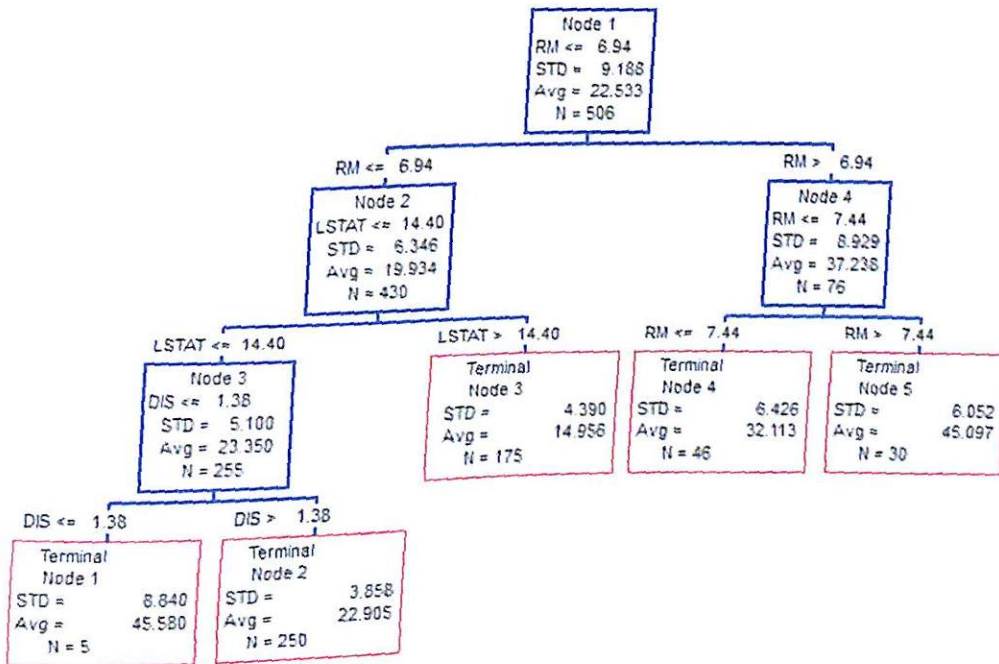 Node 1
RM <= 6.94
STD = 9.188
Avg = 22.533
N = 506
RM <= 6.94
RM > 6.94
Node 2
LSTAT <= 14.40
STD = 6.346
Avg = 19.934
N = 430
Node 4
RM <= 7.44
STD = 8.929
Avg = 37.238
N = 76
LSTAT <= 14.40
LSTAT > 14.40
RM <= 7.44
RM > 7.44
Node 3
DIS <= 1.38
STD = 5.100
Avg = 23.350
N = 255
Terminal
Node 3
STD = 4.390
Avg = 14.956
N = 175
Terminal
Node 4
STD = 6.426
Avg = 32.113
N = 46
Terminal
Node 5
STD = 6.052
Avg = 45.097
N = 30
DIS <= 1.38
DIS > 1.38
Terminal
Node 1
STD = 8.840
Avg = 45.580
N = 5
Terminal
Node 2
STD = 3.858
Avg = 22.905
N = 250